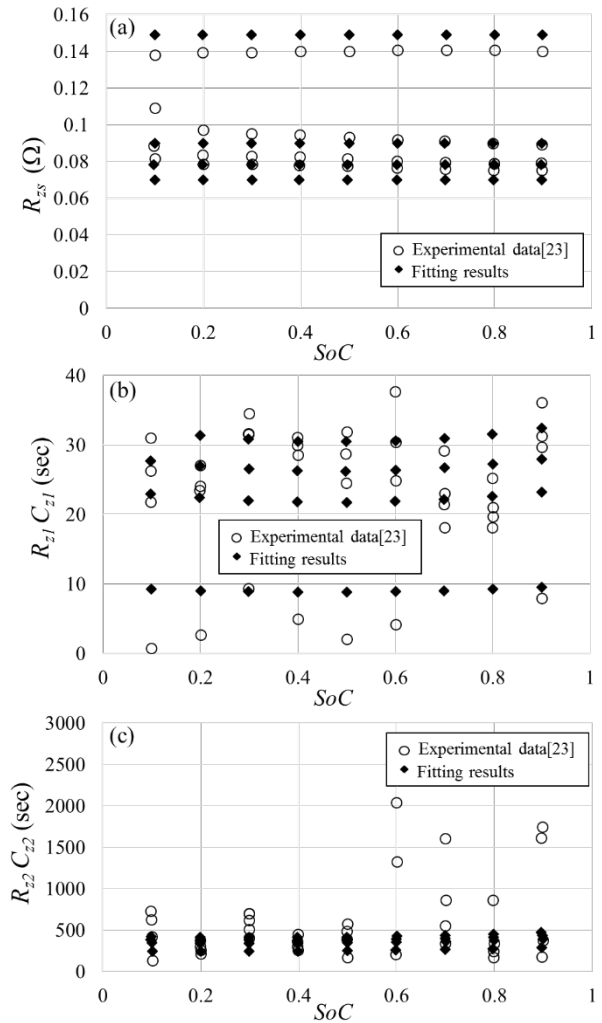 (a)
0.16
0.14
0.12
0.1
0.08
0.06
0.04
0.02
0
R_zs (Ω)
Experimental data[23]
Fitting results
0 0.2 0.4 0.6 0.8 1
SoC
(b)
40
30
20
10
0
R_z1 C_z1 (sec)
Experimental data[23]
Fitting results
0 0.2 0.4 0.6 0.8 1
SoC
(c)
3000
2500
2000
1500
1000
500
0
R_z2 C_z2 (sec)
Experimental data[23]
Fitting results
0 0.2 0.4 0.6 0.8 1
SoC